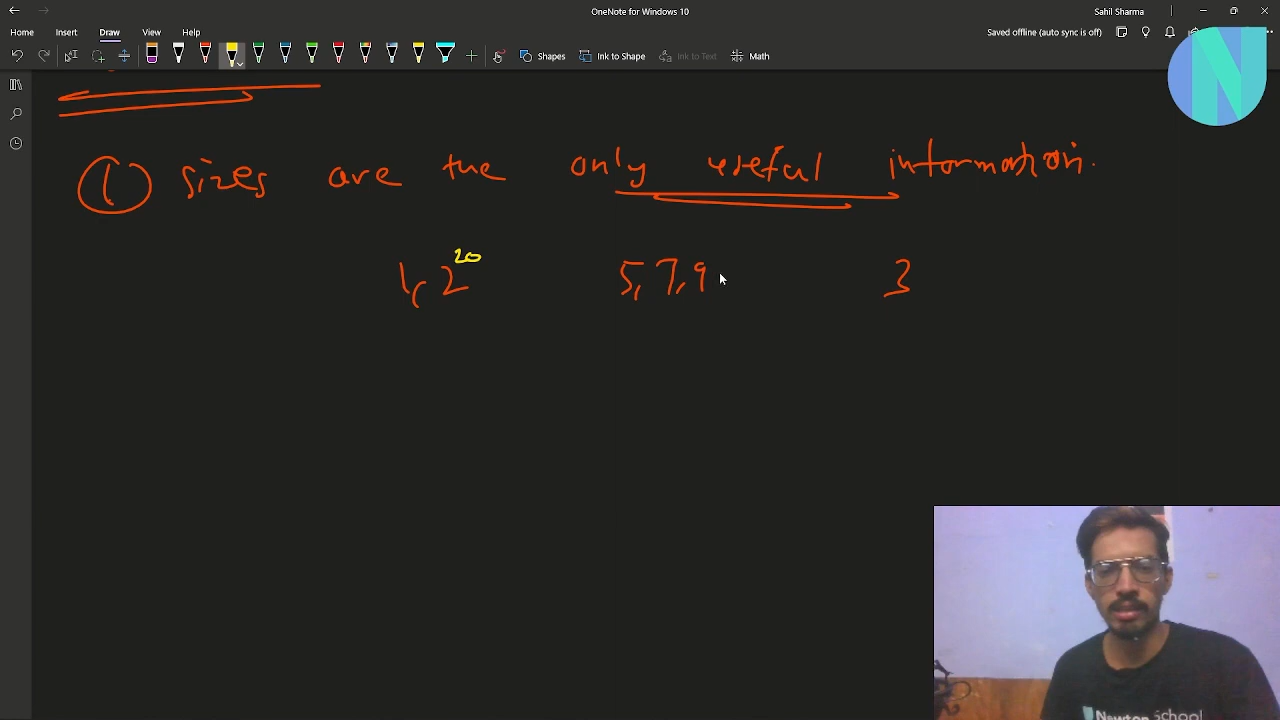 OneNote for Windows 10
Sahil Sharma
Home Insert Draw View Help
Saved offline (auto sync is off)
Shapes Ink to Shape Ink to Text Math
① sizes are the only useful information.
1, 2 20 5, 7, 9 3
Newton School